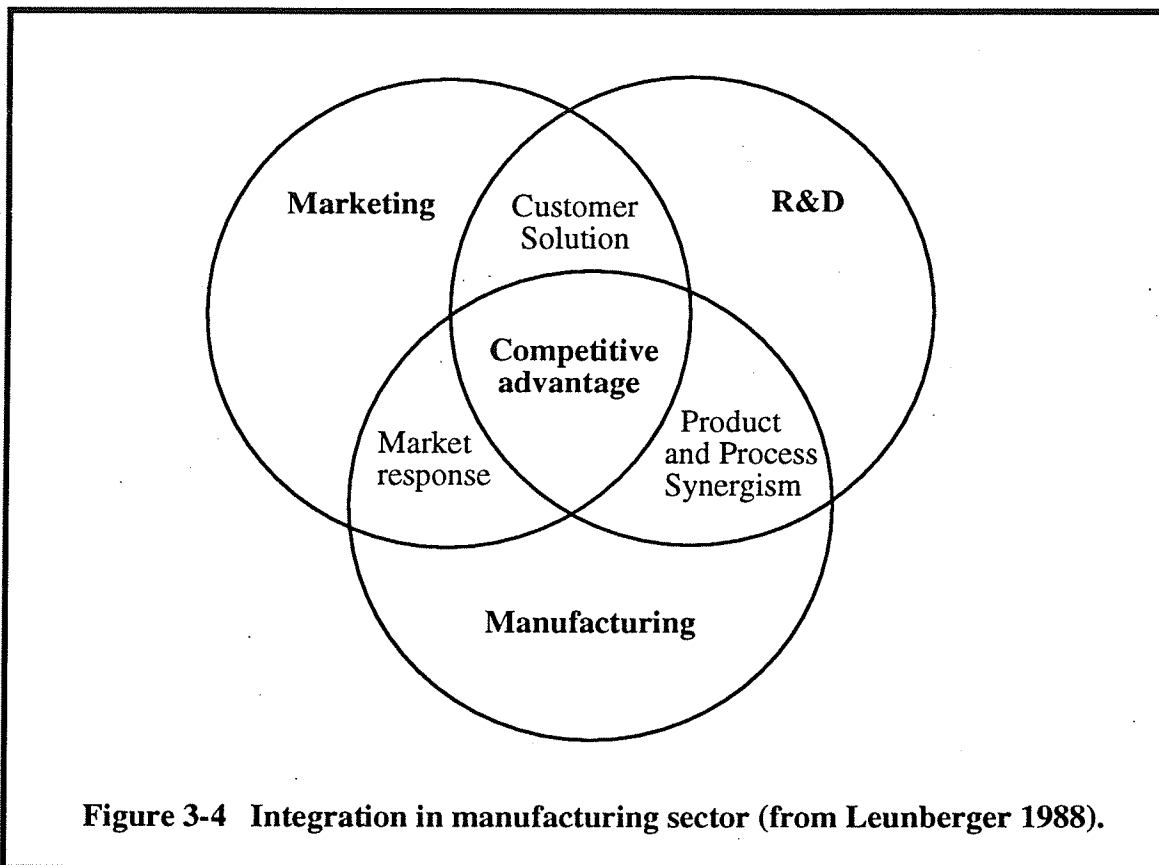 Marketing
Customer
Solution
R&D
Competitive
advantage
Market
response
Product
and Process
Synergism
Manufacturing
Figure 3-4 Integration in manufacturing sector (from Leunberger 1988).